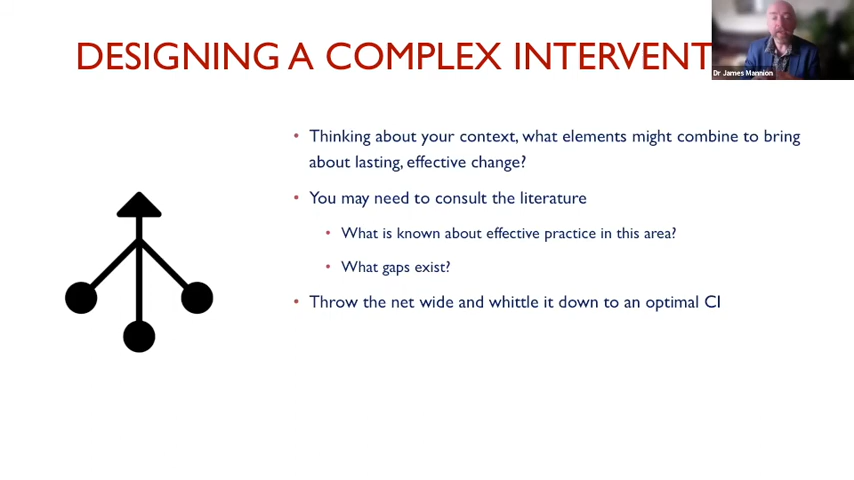 DESIGNING A COMPLEX INTERVENT
Dr James Mannion
• Thinking about your context, what elements might combine to bring
about lasting, effective change?
• You may need to consult the literature
• What is known about effective practice in this area?
• What gaps exist?
• Throw the net wide and whittle it down to an optimal CI